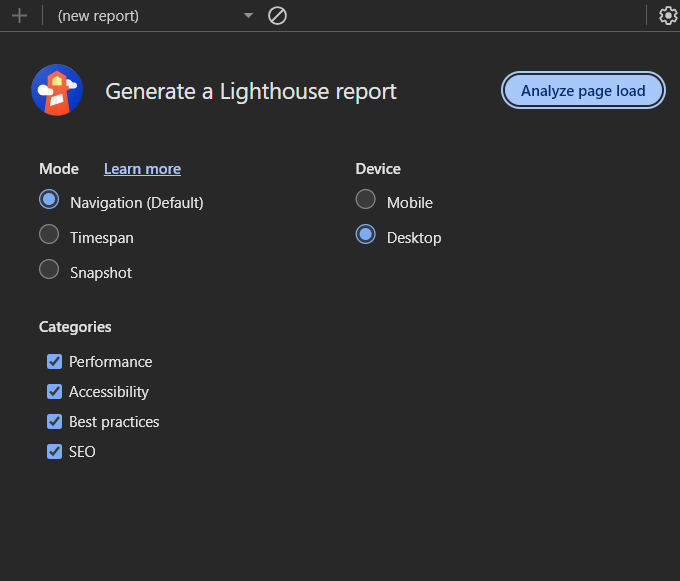 (new report)
Generate a Lighthouse report
Analyze page load
Mode Learn more
Navigation (Default)
Timespan
Snapshot
Device
Mobile
Desktop
Categories
Performance
Accessibility
Best practices
SEO